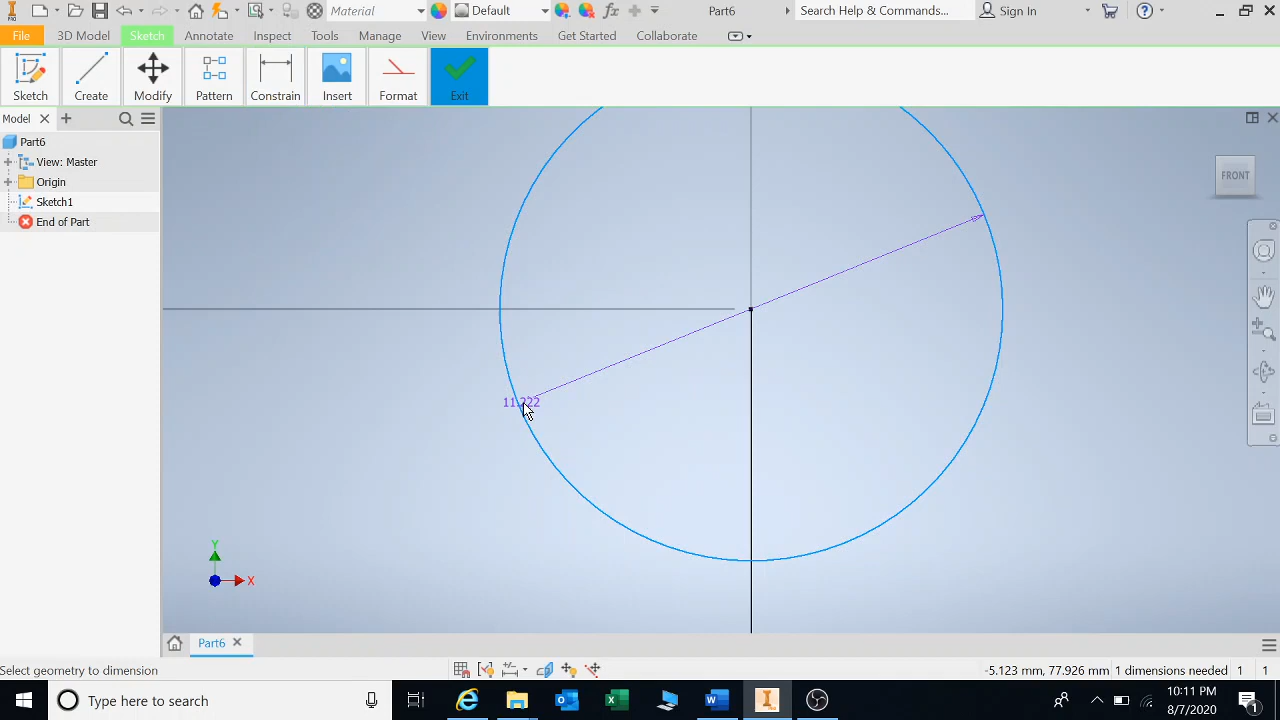 PRO
Material
Default
fx
Part6
Search Help & Commands...
Sign In
File
3D Model
Sketch
Annotate
Inspect
Tools
Manage
View
Environments
Get Started
Collaborate
Sketch
Create
Modify
Pattern
Constrain
Insert
Format
Exit
Model
Part6
View: Master
Origin
Sketch1
End of Part
FRONT
Y
X
Part6
Select geometry to dimension
-5.123 mm, 77.926 mm
1 dimensions needed
1
1
Type here to search
10:11 PM
8/7/2020
1